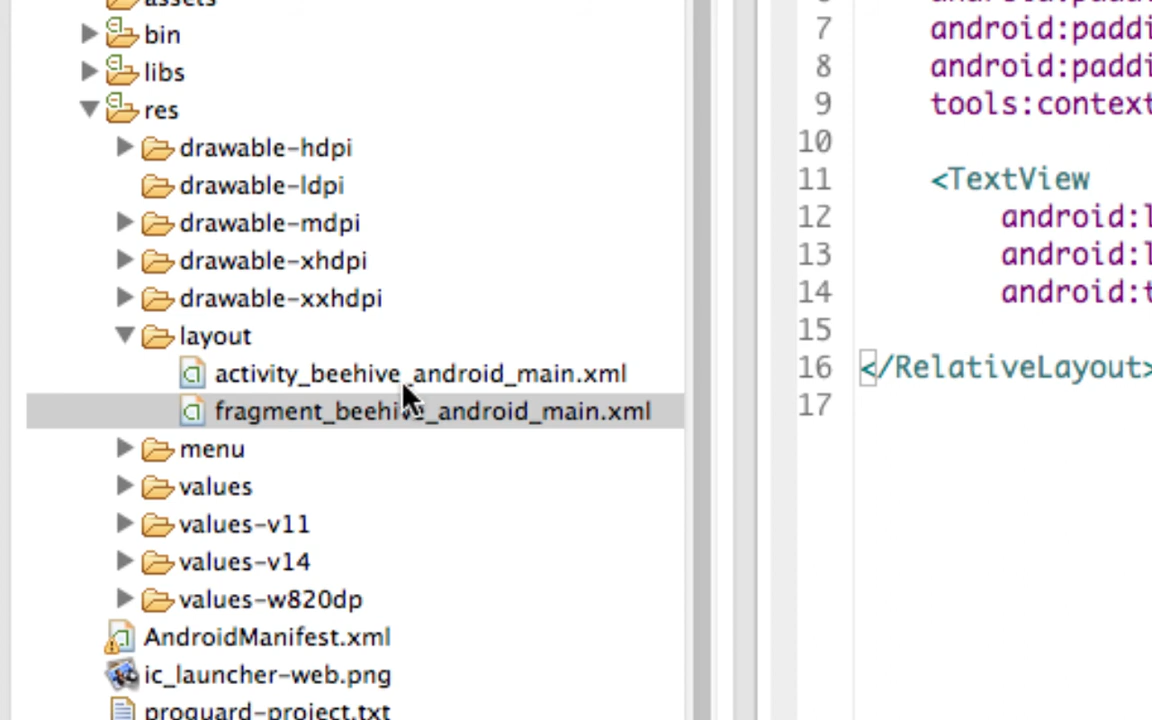 assets
bin
libs
res
drawable-hdpi
drawable-ldpi
drawable-mdpi
drawable-xhdpi
drawable-xxhdpi
layout
activity_beehive_android_main.xml
fragment_beehive_android_main.xml
menu
values
values-v11
values-v14
values-w820dp
AndroidManifest.xml
ic_launcher-web.png
proguard-project.txt
7 android:paddi
8 android:paddi
9 tools:context
10
11 <TextView
12 android:l
13 android:l
14 android:t
15
16 </RelativeLayout>
17